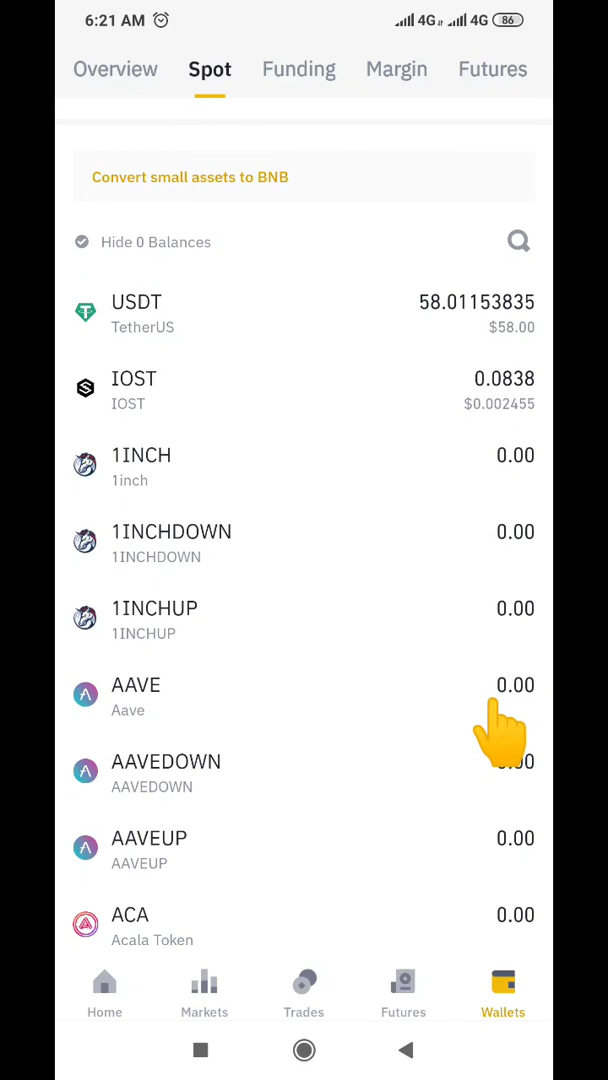 6:21 AM 4G 4G 86
Overview Spot Funding Margin Futures
Convert small assets to BNB
Hide 0 Balances
USDT 58.01153835
TetherUS $58.00
IOST 0.0838
IOST $0.002455
1INCH 0.00
1inch
1INCHDOWN 0.00
1INCHDOWN
1INCHUP 0.00
1INCHUP
AAVE 0.00
Aave
AAVEDOWN
AAVEDOWN
AAVEUP 0.00
AAVEUP
ACA 0.00
Acala Token
Home Markets Trades Futures Wallets